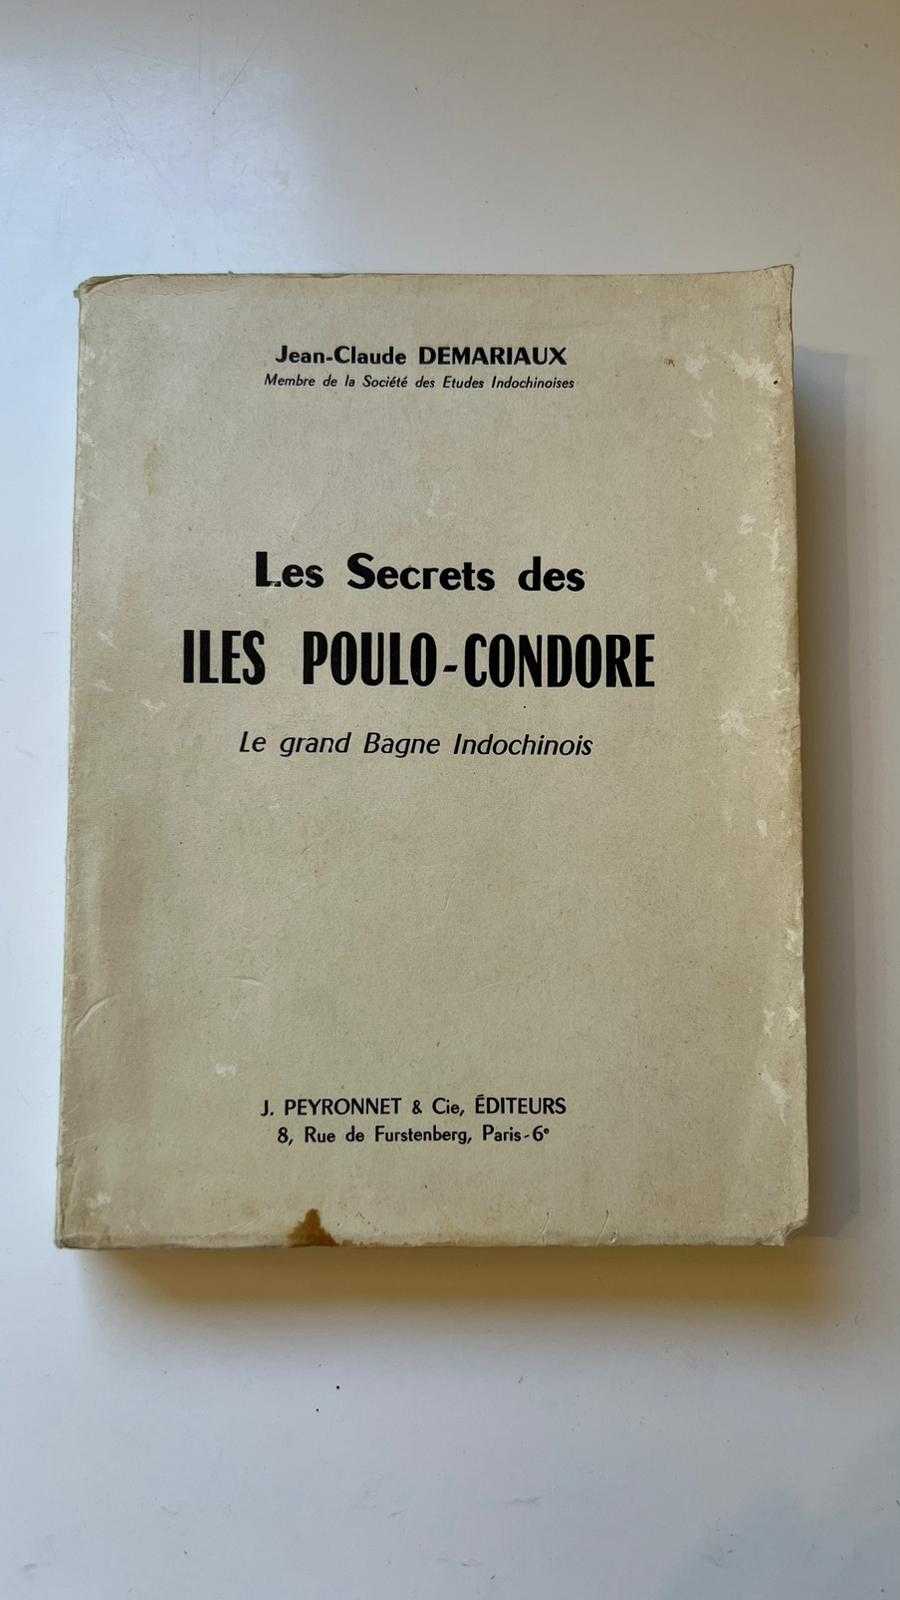 Jean-Claude DEMARIAUX
Membre de la Société des Etudes Indochinoises
Les Secrets des
ILES POULO-CONDORE
Le grand Bagne Indochinois
J. PEYRONNET & Cie, ÉDITEURS
8, Rue de Furstenberg, Paris-6e